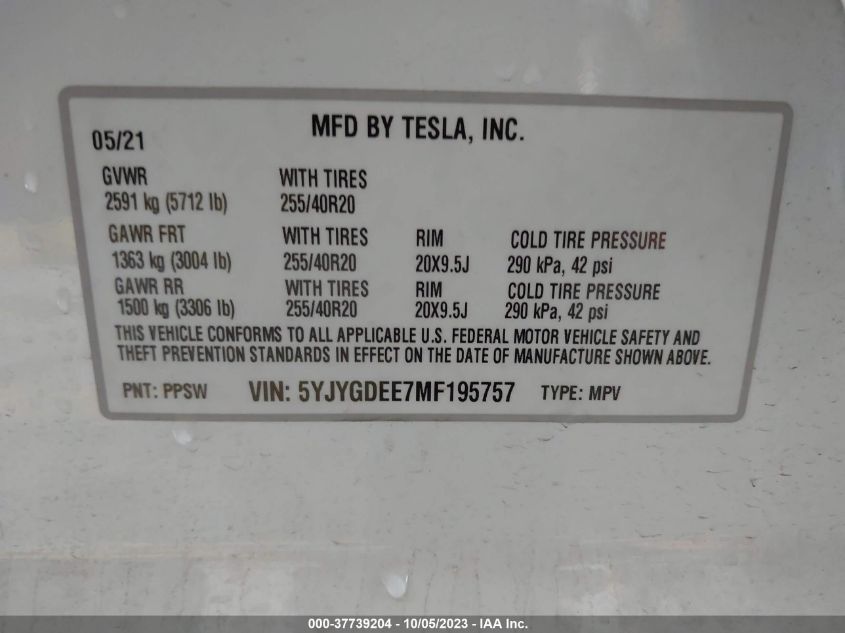 05/21 MFD BY TESLA, INC.
GVWR WITH TIRES
2591 kg (5712 lb) 255/40R20
GAWR FRT WITH TIRES RIM COLD TIRE PRESSURE
1363 kg (3004 lb) 255/40R20 20X9.5J 290 kPa, 42 psi
GAWR RR WITH TIRES RIM COLD TIRE PRESSURE
1500 kg (3306 lb) 255/40R20 20X9.5J 290 kPa, 42 psi
THIS VEHICLE CONFORMS TO ALL APPLICABLE U.S. FEDERAL MOTOR VEHICLE SAFETY AND
THEFT PREVENTION STANDARDS IN EFFECT ON THE DATE OF MANUFACTURE SHOWN ABOVE.
PNT: PPSW VIN: 5YJYGDEE7MF195757 TYPE: MPV
000-37739204 - 10/05/2023 - IAA Inc.